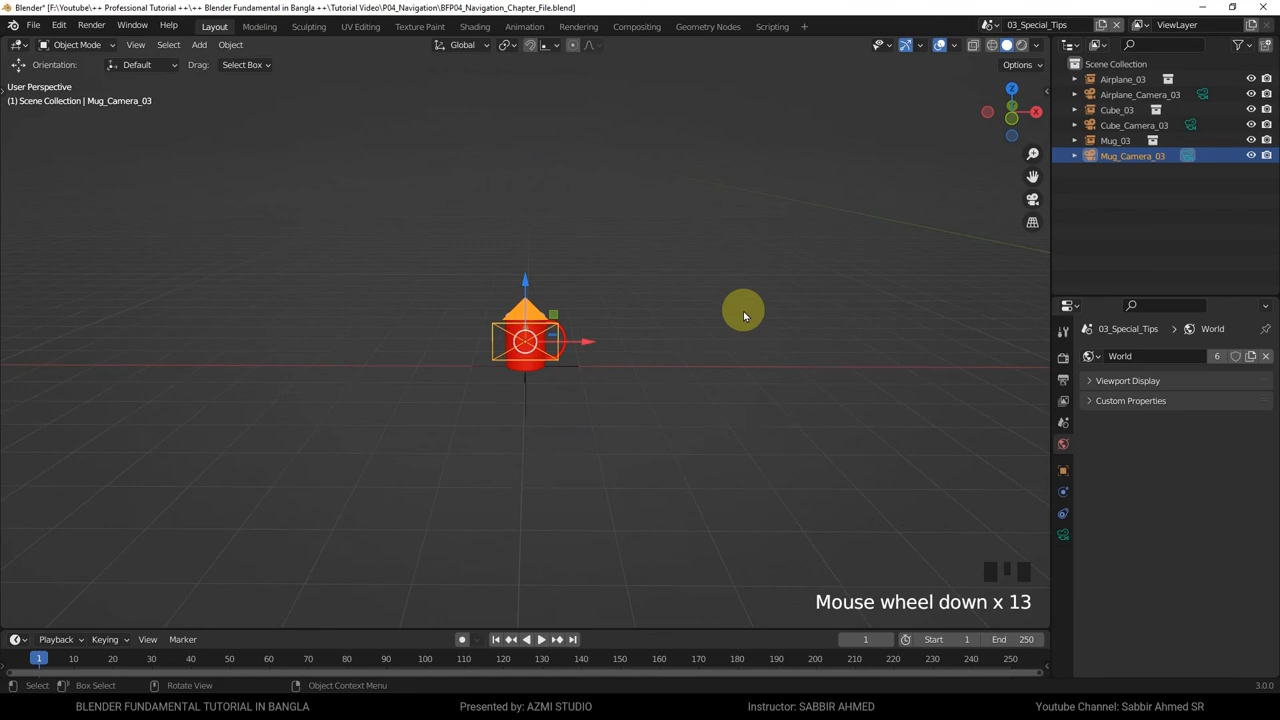 Blender* [F:\Youtube\++ Professional Tutorial ++\++ Blender Fundamental in Bangla ++\Tutorial Video\P04_Navigation\BFP04_Navigation_Chapter_File.blend]
File Edit Render Window Help Layout Modeling Sculpting UV Editing Texture Paint Shading Animation Rendering Compositing Geometry Nodes Scripting + 03_Special_Tips ViewLayer
Object Mode View Select Add Object Global
Orientation: Default Drag: Select Box Options
User Perspective
(1) Scene Collection | Mug_Camera_03
Z
X
Y
Scene Collection
Airplane_03
Airplane_Camera_03
Cube_03
Cube_Camera_03
Mug_03
Mug_Camera_03
03_Special_Tips > World
World 6
Viewport Display
Custom Properties
Mouse wheel down x 13
Playback Keying View Marker 1 Start 1 End 250
1 10 20 30 40 50 60 70 80 90 100 110 120 130 140 150 160 170 180 190 200 210 220 230 240 250
Select Box Select Rotate View Object Context Menu 3.0.0
BLENDER FUNDAMENTAL TUTORIAL IN BANGLA Presented by: AZMI STUDIO Instructor: SABBIR AHMED Youtube Channel: Sabbir Ahmed SR